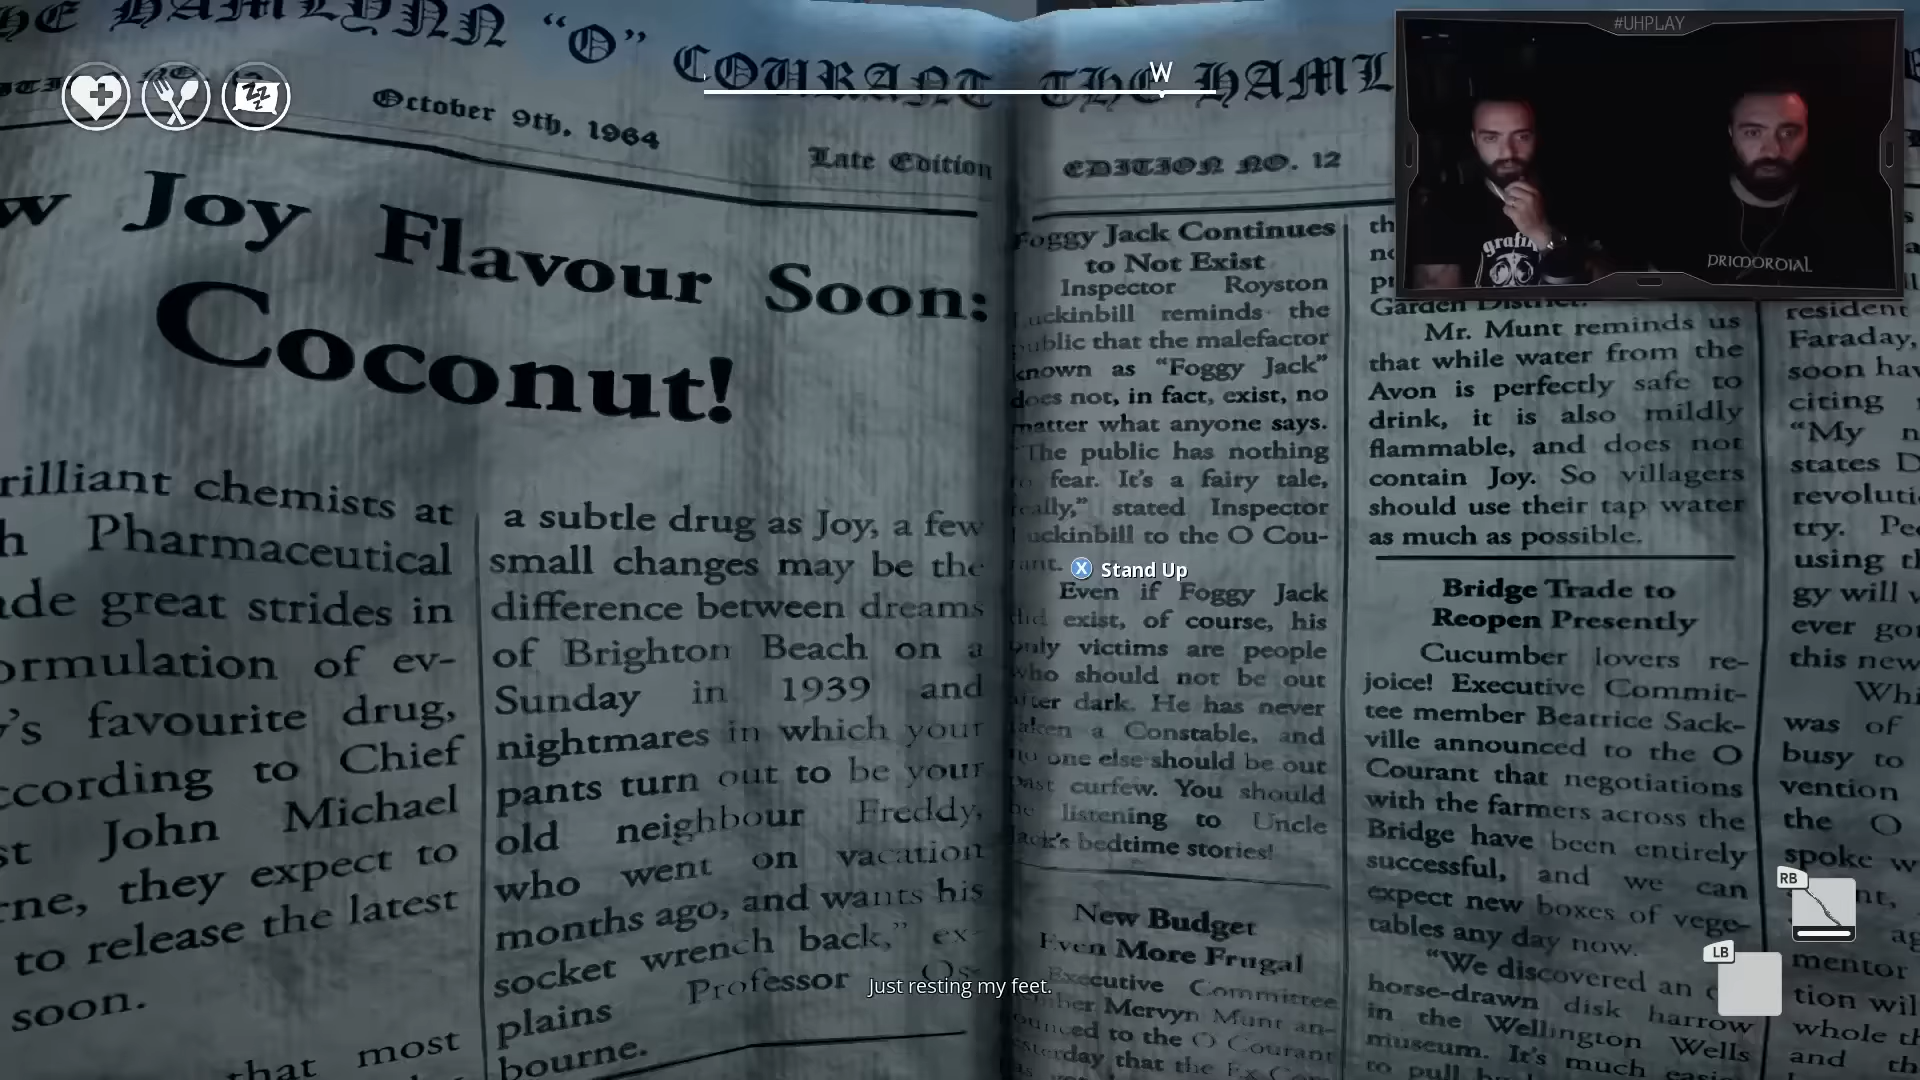 HE HAMLYNN "O" COURANT
October 9th, 1964
Late Edition
Joy Flavour Soon:
Coconut!
chemists at
Pharmaceutical
great strides in
of ev-
favourite drug,
to Chief
John Michael
they expect to
to release the latest
soon.
that most
a subtle drug as Joy, a few
small changes may be the
difference between dreams
of Brighton Beach on a
Sunday in 1939 and
nightmares in which your
pants turn out to be your
old neighbour Freddy,
who went on vacation
months ago, and wants his
socket wrench back," ex-
plains Professor Os-
bourne.
THE HAML
EDITION NO. 12
Foggy Jack Continues
to Not Exist
Inspector Royston
Luckinbill reminds the
public that the malefactor
known as "Foggy Jack"
does not, in fact, exist, no
matter what anyone says.
"The public has nothing
to fear. It's a fairy tale,
really," stated Inspector
Luckinbill to the O Cou-
rant.
Even if Foggy Jack
did exist, of course, his
only victims are people
who should not be out
after dark. He has never
taken a Constable, and
no one else should be out
past curfew. You should
be listening to Uncle
Jack's bedtime stories!
New Budget
Even More Frugal
Executive Committee
Mervyn Munt an-
to the O Courant
that the Ex
Garden District.
Mr. Munt reminds us
that while water from the
Avon is perfectly safe to
drink, it is also mildly
flammable, and does not
contain Joy. So villagers
should use their tap water
as much as possible.
Bridge Trade to
Reopen Presently
Cucumber lovers re-
joice! Executive Commit-
tee member Beatrice Sack-
ville announced to the O
Courant that negotiations
with the farmers across the
Bridge have been entirely
successful, and we can
expect new boxes of vege-
tables any day now.
"We discovered an
horse-drawn disk harrow
in the Wellington Wells
museum. It's much
to pull
resident
Faraday,
soon
citing
"My
states
try.
using
gy will
ever
this new
was of
busy to
vention
the O
spoke
mentor
tion will
whole
and
W
X Stand Up
Just resting my feet.
RB
LB
#UHPLAY
PRIMORDIAL